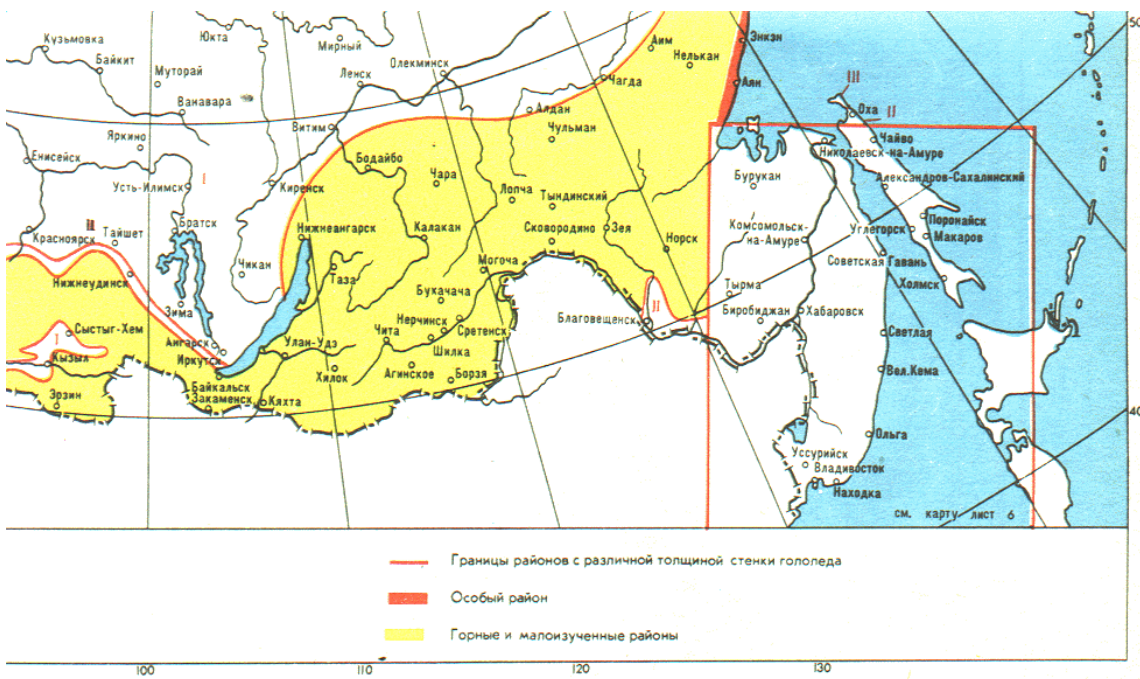 Кузьмовка
Байкит
Юкта
Муторай
Мирный
Ванавара
Ленск
Олекминск
Чагда
Аим
Нелькан
Энкэн
Аян
50
III
Оха
II
Яркино
Витим
Алдан
Чульман
Чайво
Николаевск-на-Амуре
Енисейск
Усть-Илимск
I
Киренск
Бодайбо
Чара
Лопча
Тындинский
Бурукан
Александров-Сахалинский
II
Красноярск
Тайшет
Братск
Нижнеангарск
Калакан
Сковородино
Зея
Норск
Комсомольск-
на-Амуре
Поронайск
Углегорск
Макаров
Чикан
Таза
Могоча
Советская Гавань
Холмск
Нижнеудинск
Зима
Бухачача
Тырма
II
Благовещенск
Биробиджан
Хабаровск
Сыстыг-Хем
I
Кызыл
Ангарск
Иркутск
Улан-Удэ
Чита
Нерчинск
Сретенск
Шилка
Светлая
Байкальск
Хилок
Агинское
Борзя
Вел.Кема
Эрзин
Закаменск
Кяхта
I
40
Ольга
Уссурийск
Владивосток
Находка
см. карту лист 6
Границы районов с различной толщиной стенки гололеда
Особый район
Горные и малоизученные районы
100
110
120
130